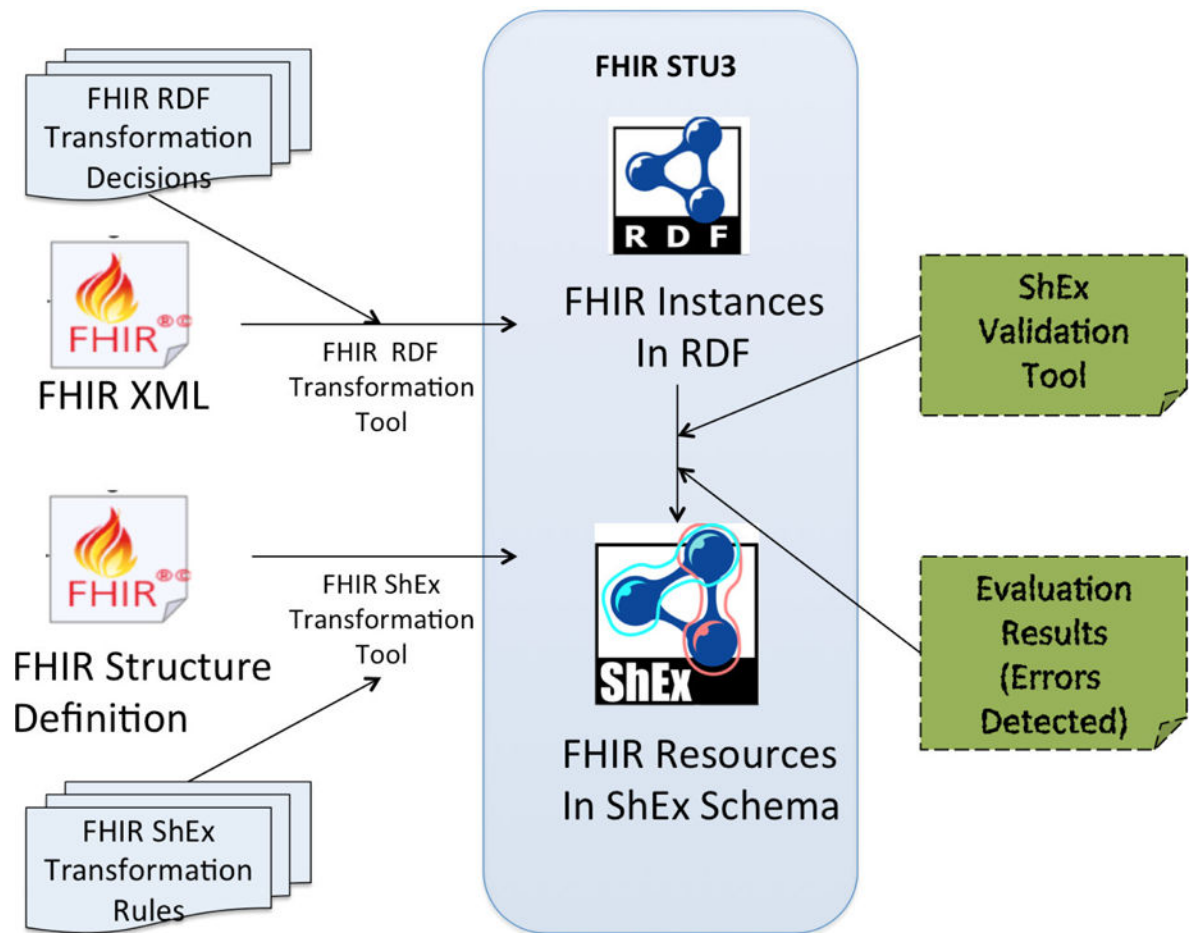 FHIR RDF
Transformation
Decisions
FHIR ®©
FHIR XML
FHIR RDF
Transformation
Tool
FHIR ®©
FHIR Structure
Definition
FHIR ShEx
Transformation
Tool
FHIR ShEx
Transformation
Rules
FHIR STU3
RDF
FHIR Instances
In RDF
ShEx
FHIR Resources
In ShEx Schema
ShEx
Validation
Tool
Evaluation
Results
(Errors
Detected)